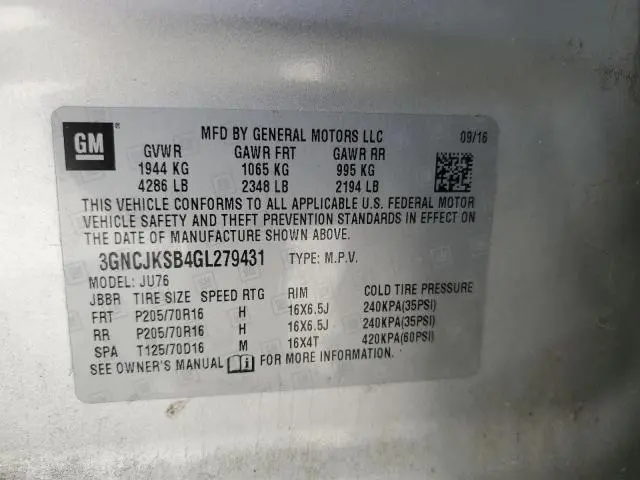 GM
MFD BY GENERAL MOTORS LLC 09/16
GVWR GAWR FRT GAWR RR
1944 KG 1065 KG 995 KG
4286 LB 2348 LB 2194 LB
THIS VEHICLE CONFORMS TO ALL APPLICABLE U.S. FEDERAL MOTOR
VEHICLE SAFETY AND THEFT PREVENTION STANDARDS IN EFFECT ON
THE DATE OF MANUFACTURE SHOWN ABOVE.
3GNCJKSB4GL279431 TYPE: M.P.V.
MODEL: JU76
JBBR TIRE SIZE SPEED RTG RIM COLD TIRE PRESSURE
FRT P205/70R16 H 16X6.5J 240KPA(35PSI)
RR P205/70R16 H 16X6.5J 240KPA(35PSI)
SPA T125/70D16 M 16X4T 420KPA(60PSI)
SEE OWNER'S MANUAL i FOR MORE INFORMATION.